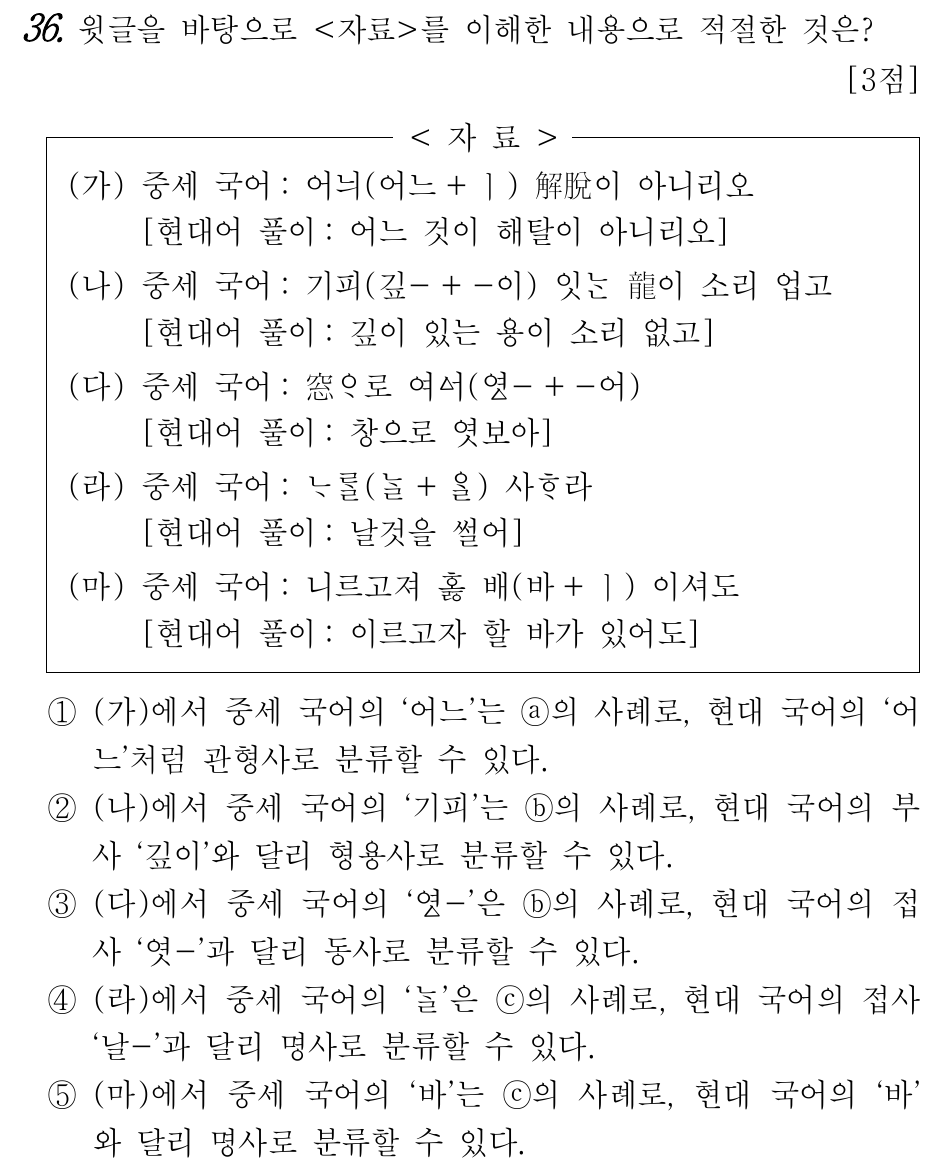 36. 윗글을 바탕으로 <자료>를 이해한 내용으로 적절한 것은?
[3점]
< 자 료 >
(가) 중세 국어 : 어늬(어느 + ㅣ) 解脫이 아니리오
[현대어 풀이 : 어느 것이 해탈이 아니리오]
(나) 중세 국어 : 기피(깊- + -이) 잇ᄂᆞᆫ 龍이 소리 업고
[현대어 풀이 : 깊이 있는 용이 소리 없고]
(다) 중세 국어 : 窓ᄋᆞ로 여ᅀᅥ(엿- + -어)
[현대어 풀이 : 창으로 엿보아]
(라) 중세 국어 : ᄂᆞᆯ(ᄂᆞᆯ + ᄋᆞᆯ) 사ᄒᆞ라
[현대어 풀이 : 날것을 썰어]
(마) 중세 국어 : 니르고져 홇 배(바 + ㅣ) 이셔도
[현대어 풀이 : 이르고자 할 바가 있어도]
① (가)에서 중세 국어의 ‘어느’는 ⓐ의 사례로, 현대 국어의 ‘어
느’처럼 관형사로 분류할 수 있다.
② (나)에서 중세 국어의 ‘기피’는 ⓑ의 사례로, 현대 국어의 부
사 ‘깊이’와 달리 형용사로 분류할 수 있다.
③ (다)에서 중세 국어의 ‘ᄋ����-’은 ⓑ의 사례로, 현대 국어의 접
사 ‘엿-’과 달리 동사로 분류할 수 있다.
④ (라)에서 중세 국어의 ‘ᄂᆞᆯ’은 ⓒ의 사례로, 현대 국어의 접사
‘날-’과 달리 명사로 분류할 수 있다.
⑤ (마)에서 중세 국어의 ‘바’는 ⓒ의 사례로, 현대 국어의 ‘바’
와 달리 명사로 분류할 수 있다.